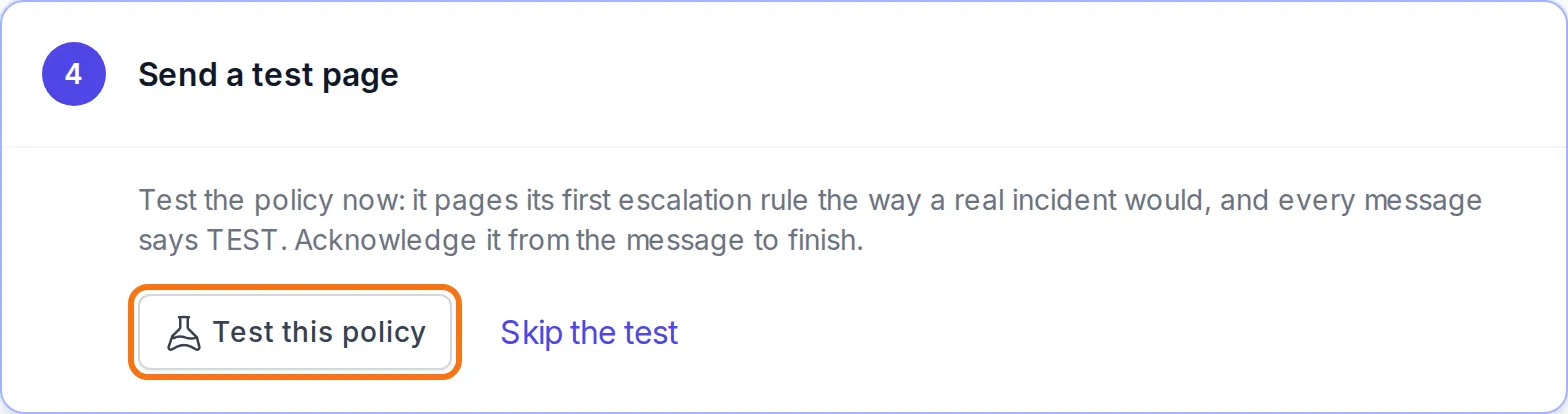 4
Send a test page
Test the policy now: it pages its first escalation rule the way a real incident would, and every message
says TEST. Acknowledge it from the message to finish.
Test this policy
Skip the test